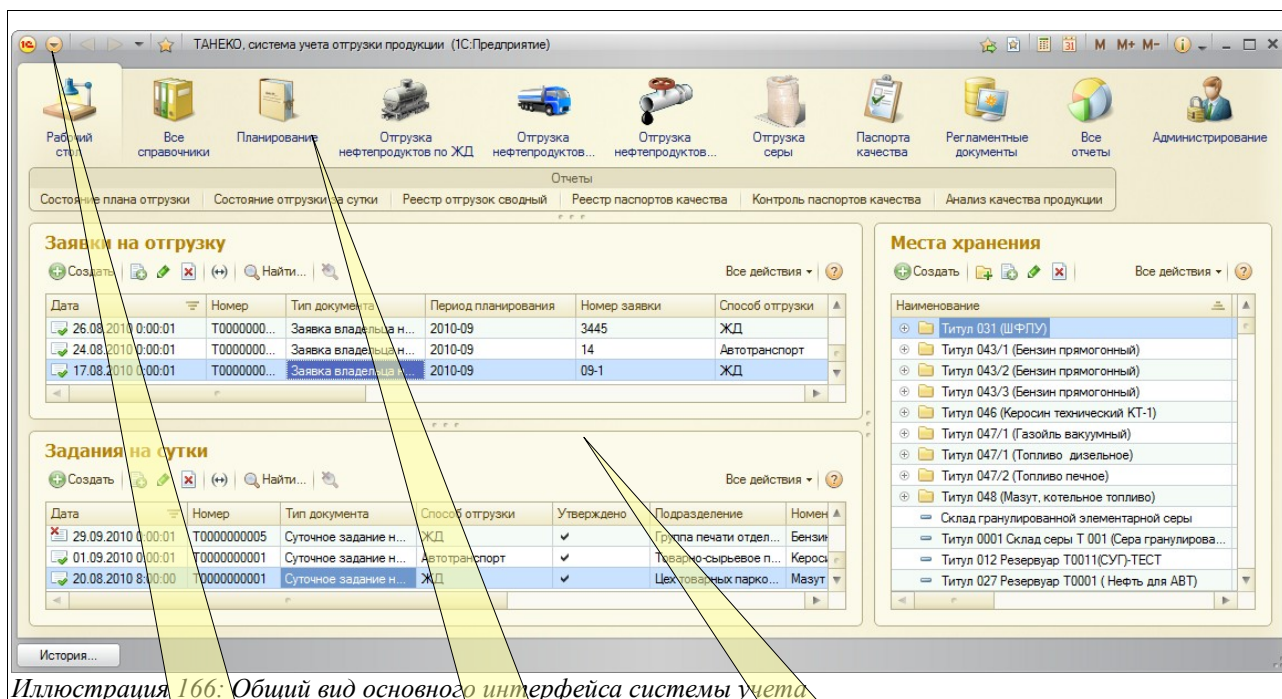 1С ТАНЕКО, система учета отгрузки продукции (1С:Предприятие) 31 M M+ M-
Рабочий стол
Все справочники
Планирование
Отгрузка нефтепродуктов по ЖД
Отгрузка нефтепродуктов...
Отгрузка нефтепродуктов...
Отгрузка серы
Паспорта качества
Регламентные документы
Все отчеты
Администрирование
Отчеты
Состояние плана отгрузки Состояние отгрузки за сутки Реестр отгрузок сводный Реестр паспортов качества Контроль паспортов качества Анализ качества продукции
Заявки на отгрузку
Создать Найти... Все действия
Дата Номер Тип документа Период планирования Номер заявки Способ отгрузки
26.08.2010 0:00:01 Т0000000... Заявка владельца н... 2010-09 3445 ЖД
24.08.2010 0:00:01 Т0000000... Заявка владельца н... 2010-09 14 Автотранспорт
17.08.2010 0:00:01 Т0000000... Заявка владельца н... 2010-09 09-1 ЖД
Задания на сутки
Создать Найти... Все действия
Дата Номер Тип документа Способ отгрузки Утверждено Подразделение Номен
29.09.2010 0:00:01 Т0000000005 Суточное задание н... ЖД ✔ Группа печати отдел... Бензин
01.09.2010 0:00:01 Т0000000001 Суточное задание н... Автотранспорт ✔ Товарно-сырьевое п... Кероси
20.08.2010 8:00:00 Т0000000001 Суточное задание н... ЖД ✔ Цех товарных парко... Мазут
Места хранения
Создать Все действия
Наименование
Титул 031 (ШФПУ)
Титул 043/1 (Бензин прямогонный)
Титул 043/2 (Бензин прямогонный)
Титул 043/3 (Бензин прямогонный)
Титул 046 (Керосин технический КТ-1)
Титул 047/1 (Газойль вакуумный)
Титул 047/1 (Топливо дизельное)
Титул 047/2 (Топливо печное)
Титул 048 (Мазут, котельное топливо)
Склад гранулированной элементарной серы
Титул 0001 Склад серы Т 001 (Сера гранулирова...
Титул 012 Резервуар Т0011(СУГ)-ТЕСТ
Титул 027 Резервуар Т0001 ( Нефть для АВТ)
История...
Иллюстрация 166: Общий вид основного интерфейса системы учета